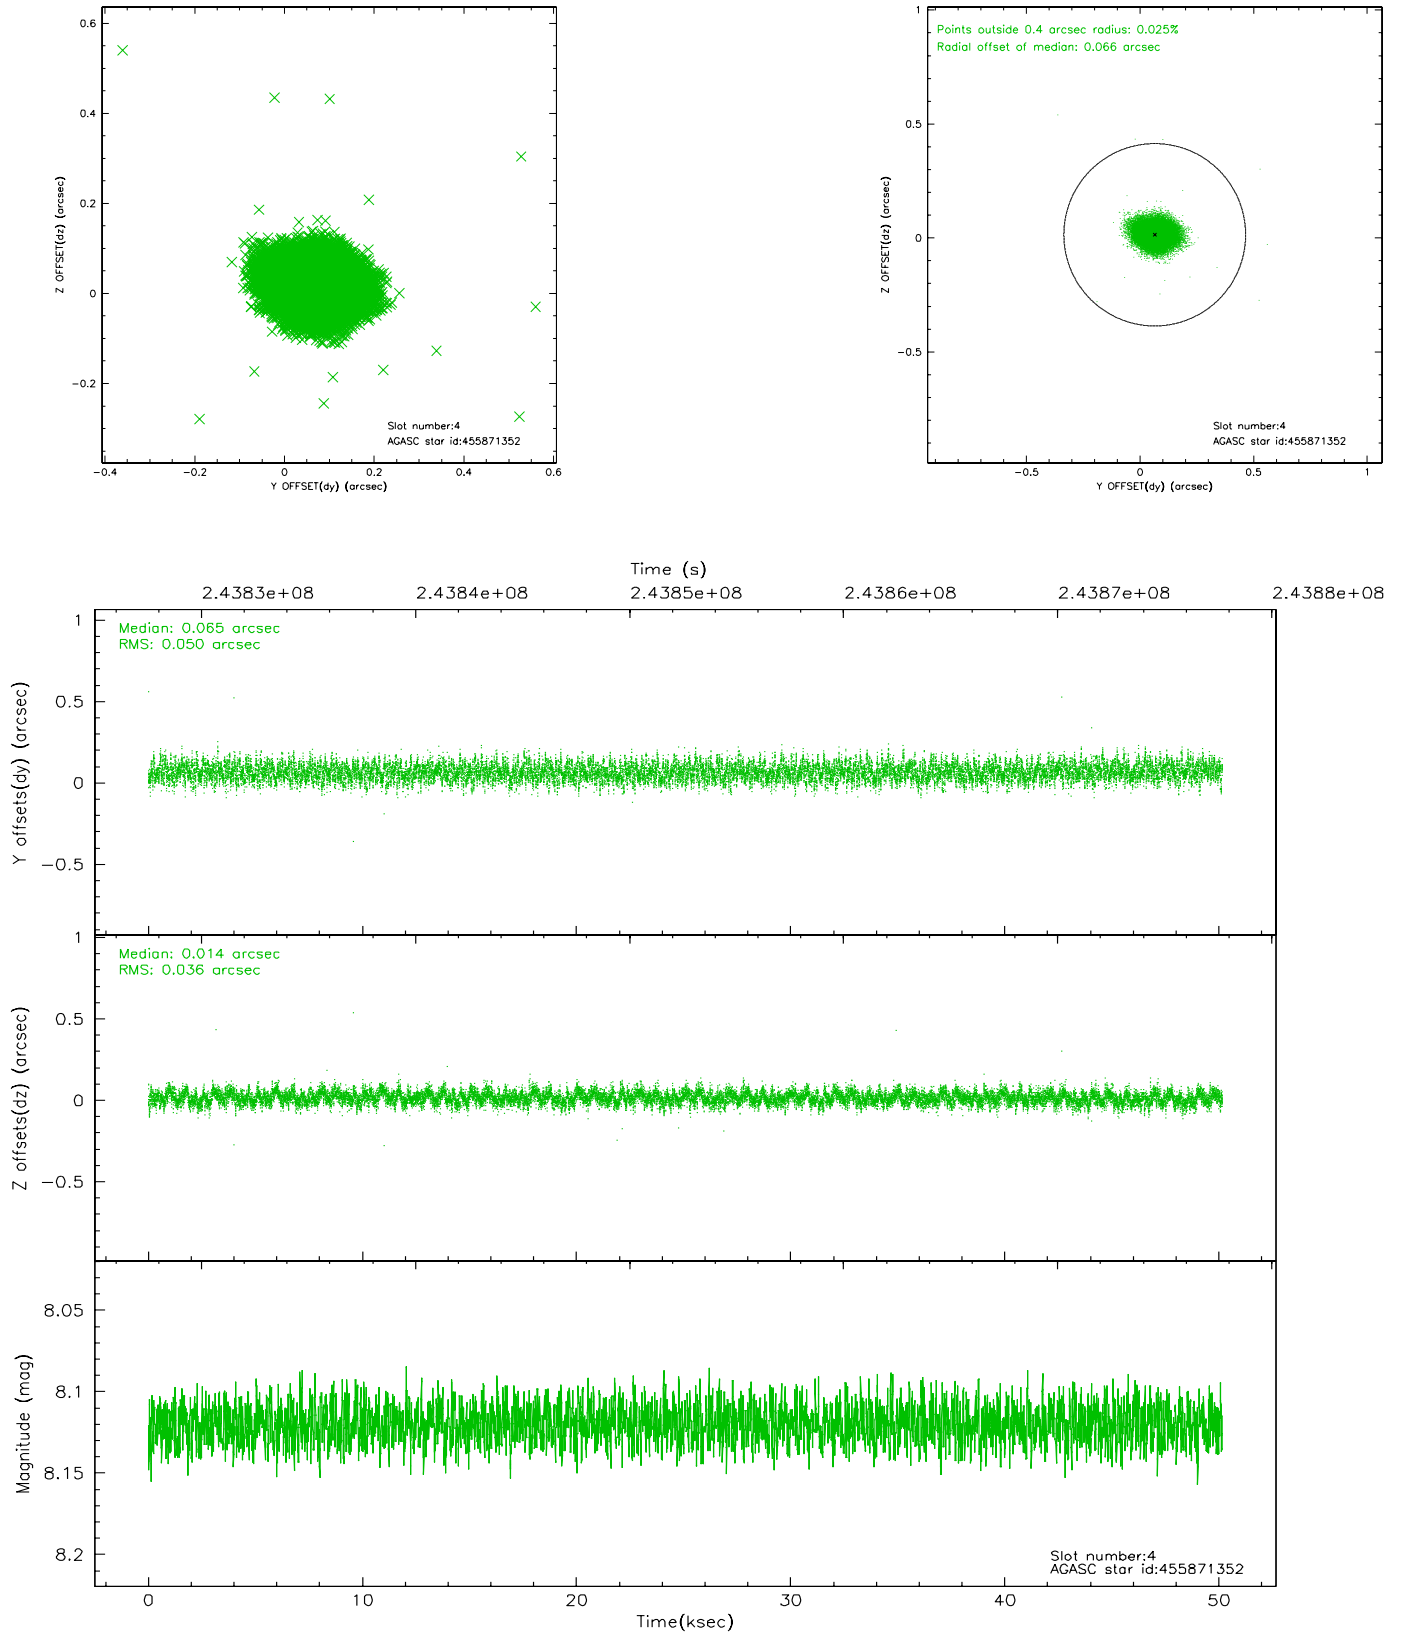 0.6
0.4
0.2
0
−0.2
−0.4
−0.2
0
0.2
0.4
0.6
Z OFFSET(dz) (arcsec)
Y OFFSET(dy) (arcsec)
Slot number:4
AGASC star id:455871352
Points outside 0.4 arcsec radius: 0.025%
Radial offset of median: 0.066 arcsec
1
0.5
0
−0.5
−0.5
0
0.5
1
Z OFFSET(dz) (arcsec)
Y OFFSET(dy) (arcsec)
Slot number:4
AGASC star id:455871352
Time (s)
2.4383e+08 2.4384e+08 2.4385e+08 2.4386e+08 2.4387e+08 2.4388e+08
Median: 0.065 arcsec
RMS: 0.050 arcsec
1
0.5
0
−0.5
Y offsets(dy) (arcsec)
Median: 0.014 arcsec
RMS: 0.036 arcsec
1
0.5
0
−0.5
Z offsets(dz) (arcsec)
8.05
8.1
8.15
8.2
Magnitude (mag)
Slot number:4
AGASC star id:455871352
0 10 20 30 40 50
Time(ksec)